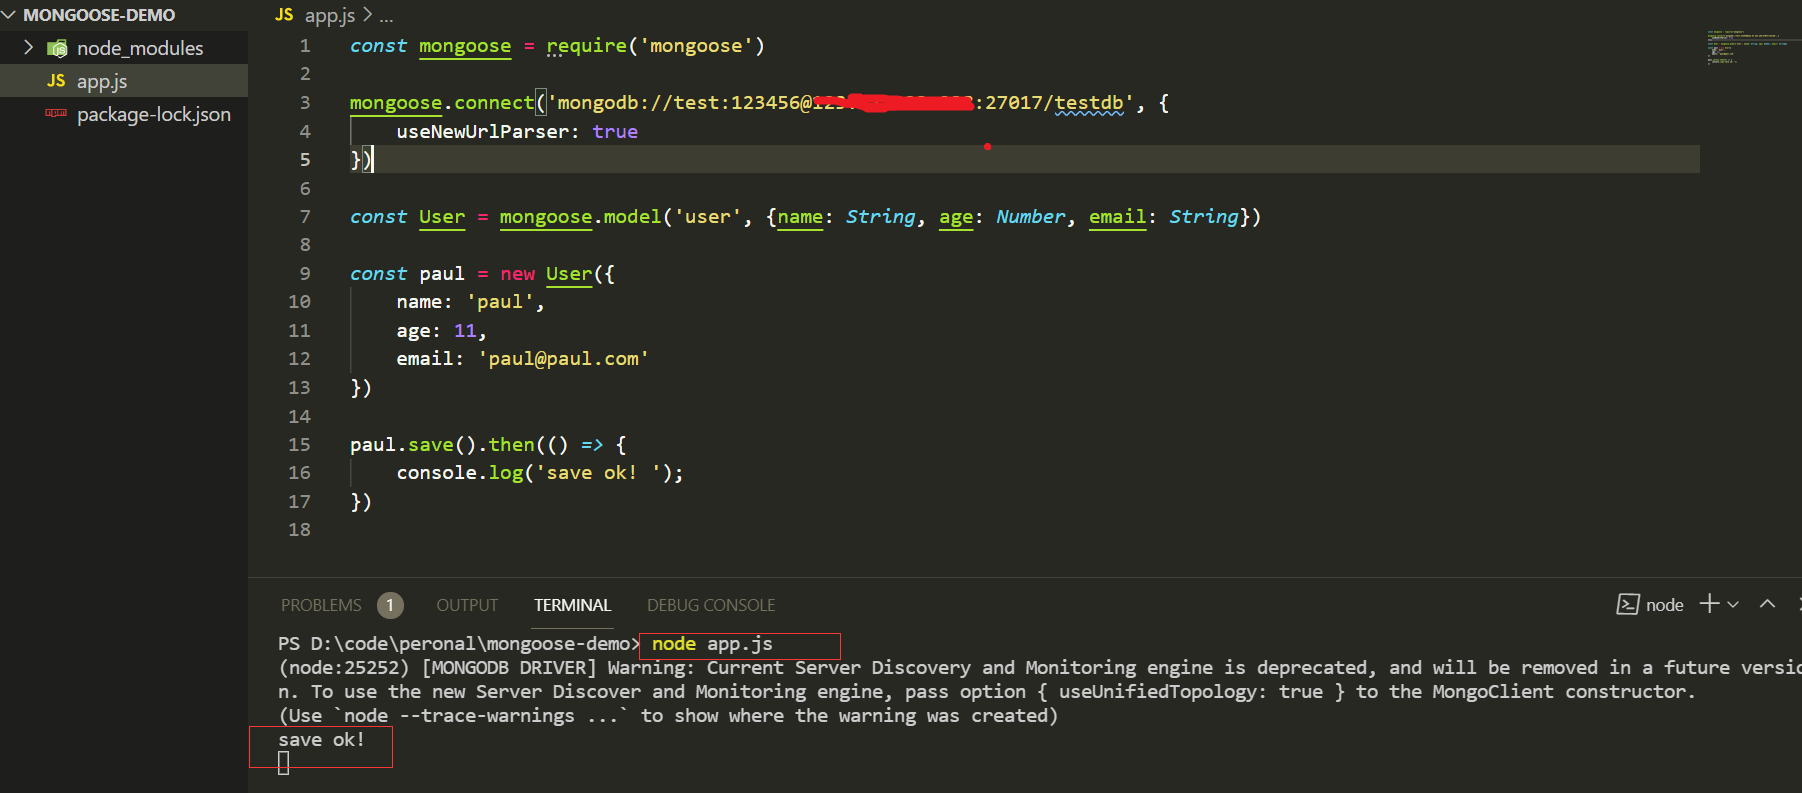 MONGOOSE-DEMO
node_modules
JS app.js
package-lock.json
JS app.js > ...
1 const mongoose = require('mongoose')
2
3 mongoose.connect('mongodb://test:123456@ :27017/testdb', {
4 useNewUrlParser: true
5 })
6
7 const User = mongoose.model('user', {name: String, age: Number, email: String})
8
9 const paul = new User({
10 name: 'paul',
11 age: 11,
12 email: 'paul@paul.com'
13 })
14
15 paul.save().then(() => {
16 console.log('save ok! ');
17 })
18
PROBLEMS 1 OUTPUT TERMINAL DEBUG CONSOLE node
PS D:\code\peronal\mongoose-demo> node app.js
(node:25252) [MONGODB DRIVER] Warning: Current Server Discovery and Monitoring engine is deprecated, and will be removed in a future versio
n. To use the new Server Discover and Monitoring engine, pass option { useUnifiedTopology: true } to the MongoClient constructor.
(Use `node --trace-warnings ...` to show where the warning was created)
save ok!